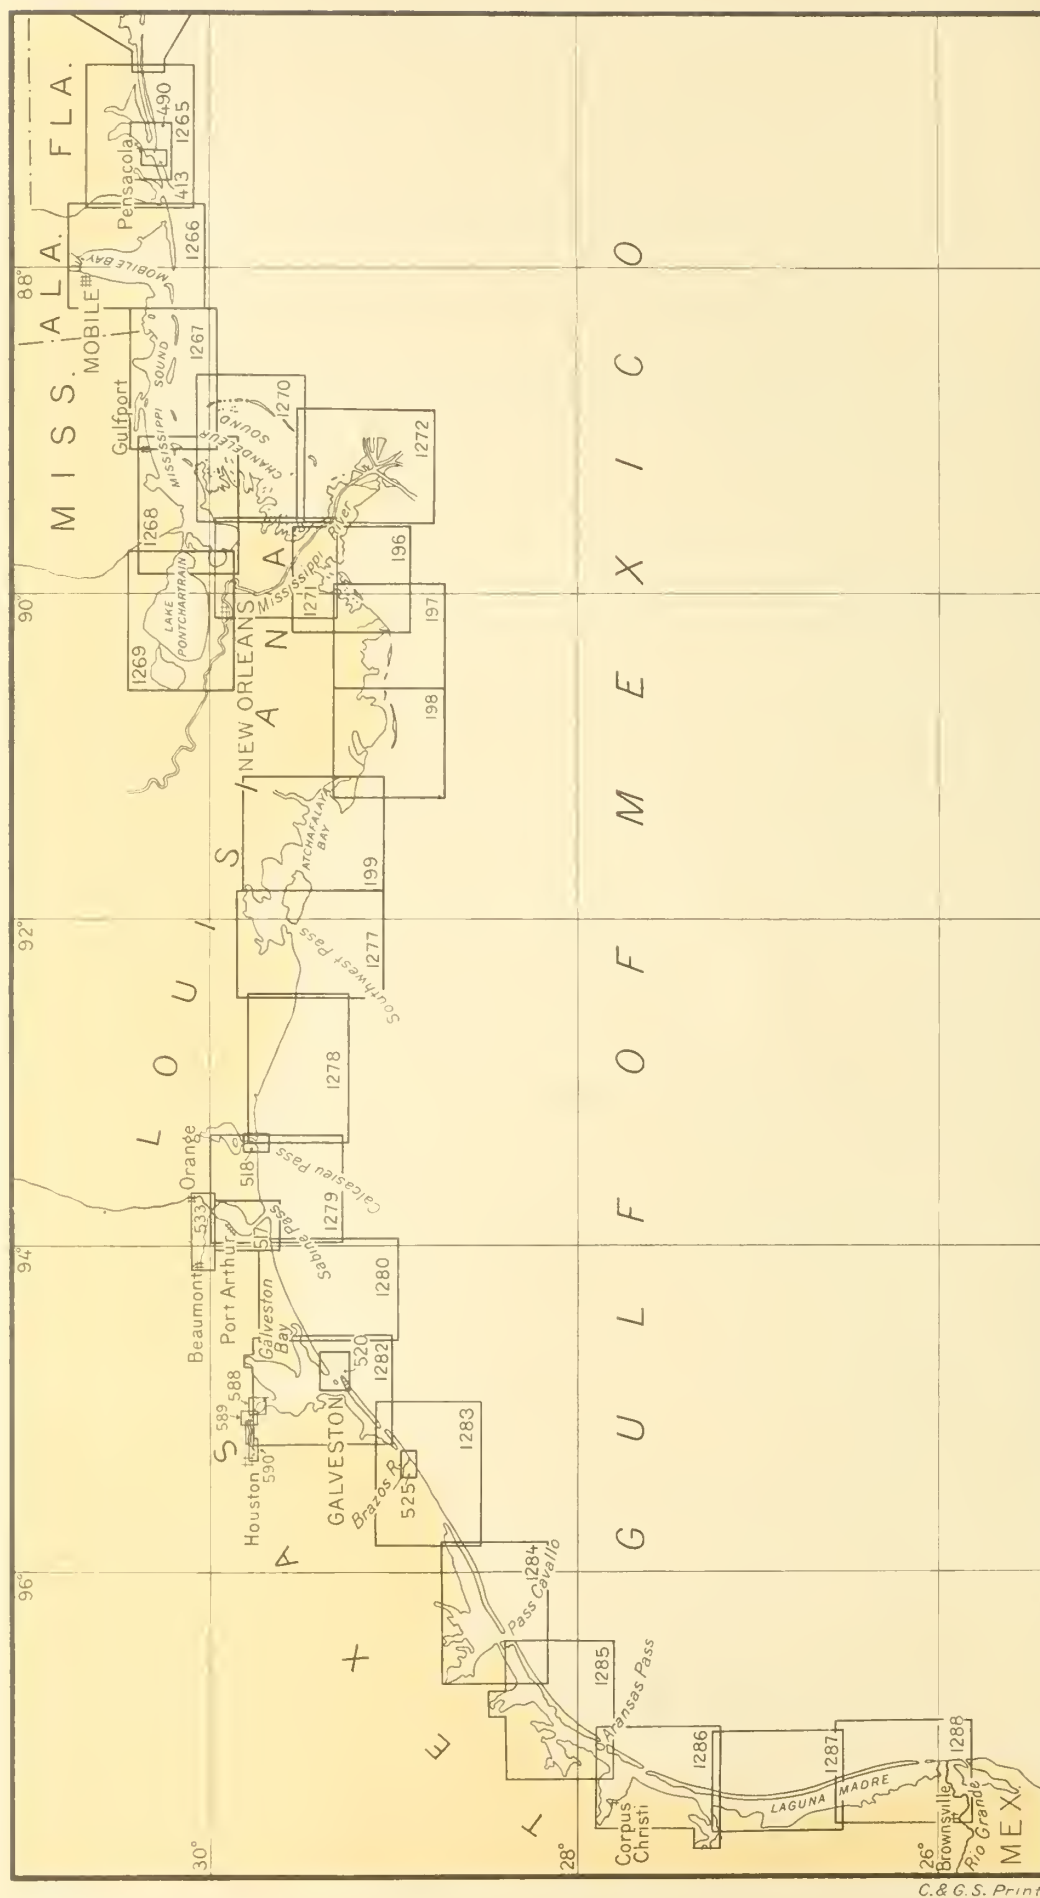 MISS. ALA. FLA.
88°
90°
92°
94°
96°
30°
28°
26°
MOBILE
MOBILE BAY
Pensacola
490
1265
413
1266
Gulfport
MISSISSIPPI SOUND
1267
1268
1269
LAKE
PONTCHARTRAIN
CHANDELEUR
SOUND
1270
1272
NEW ORLEANS
Mississippi River
1271
196
197
198
LOUISIANA
ATCHAFALAYA
BAY
199
1277
Southwest Pass
1278
Orange
518
Calcasieu Pass
1279
533
Beaumont
Port Arthur
517
Sabine Pass
1280
Galveston
Bay
520
1282
588
589
590
Houston
GALVESTON
1283
Brazos R.
525
TEXAS
1284
Pass Cavallo
1285
Aransas Pass
Corpus
Christi
1286
1287
LAGUNA MADRE
1288
Brownsville
Rio Grande
MEX.
GULF OF MEXICO
C.& G.S. Print